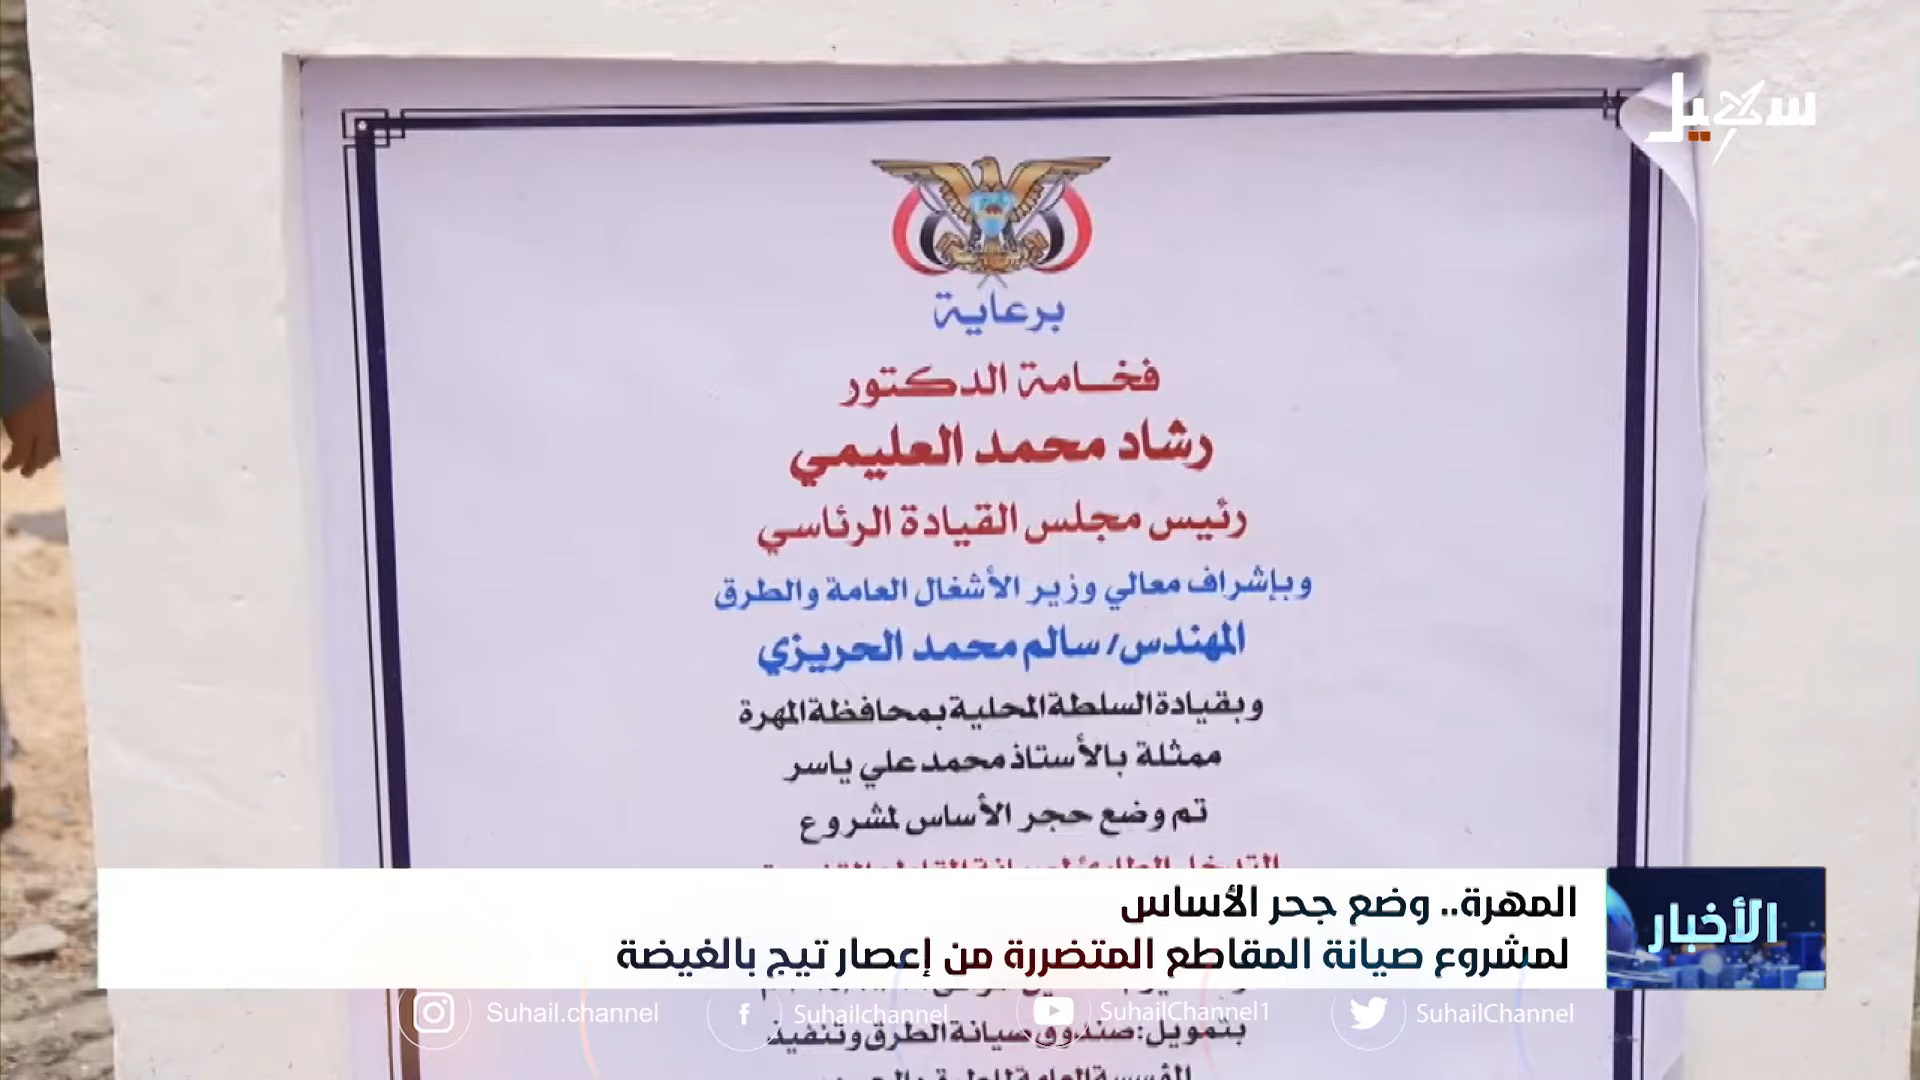 سهيل
برعاية
فخامة الدكتور
رشاد محمد العليمي
رئيس مجلس القيادة الرئاسي
وبإشراف معالي وزير الأشغال العامة والطرق
المهندس/ سالم محمد الحريزي
وبقيادة السلطة المحلية بمحافظة المهرة
ممثلة بالأستاذ محمد علي ياسر
تم وضع حجر الأساس لمشروع
الأخبار
المهرة.. وضع جحر الأساس
لمشروع صيانة المقاطع المتضررة من إعصار تيج بالغيضة
Suhail.channel
Suhailchannel
SuhailChannel1
SuhailChannel
بتمويل: صندوق صيانة الطرق وتنفيذ